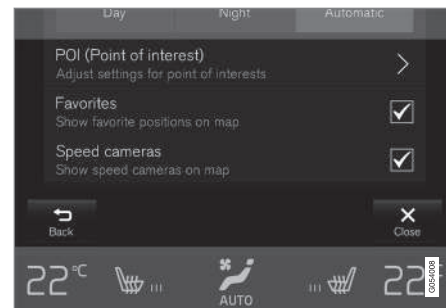 Day Night Automatic
POI (Point of interest)
Adjust settings for point of interests
Favorites
Show favorite positions on map
Speed cameras
Show speed cameras on map
Back Close
22°C AUTO 22
G054008